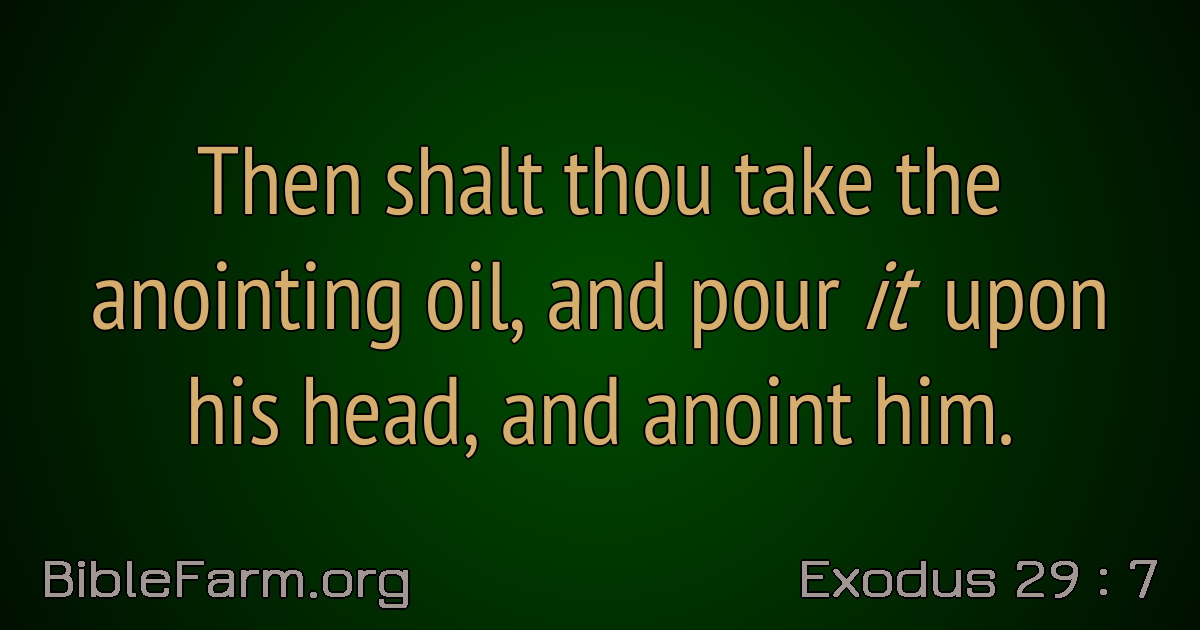 Then shalt thou take the
anointing oil, and pour it upon
his head, and anoint him.
BibleFarm.org
Exodus 29 : 7